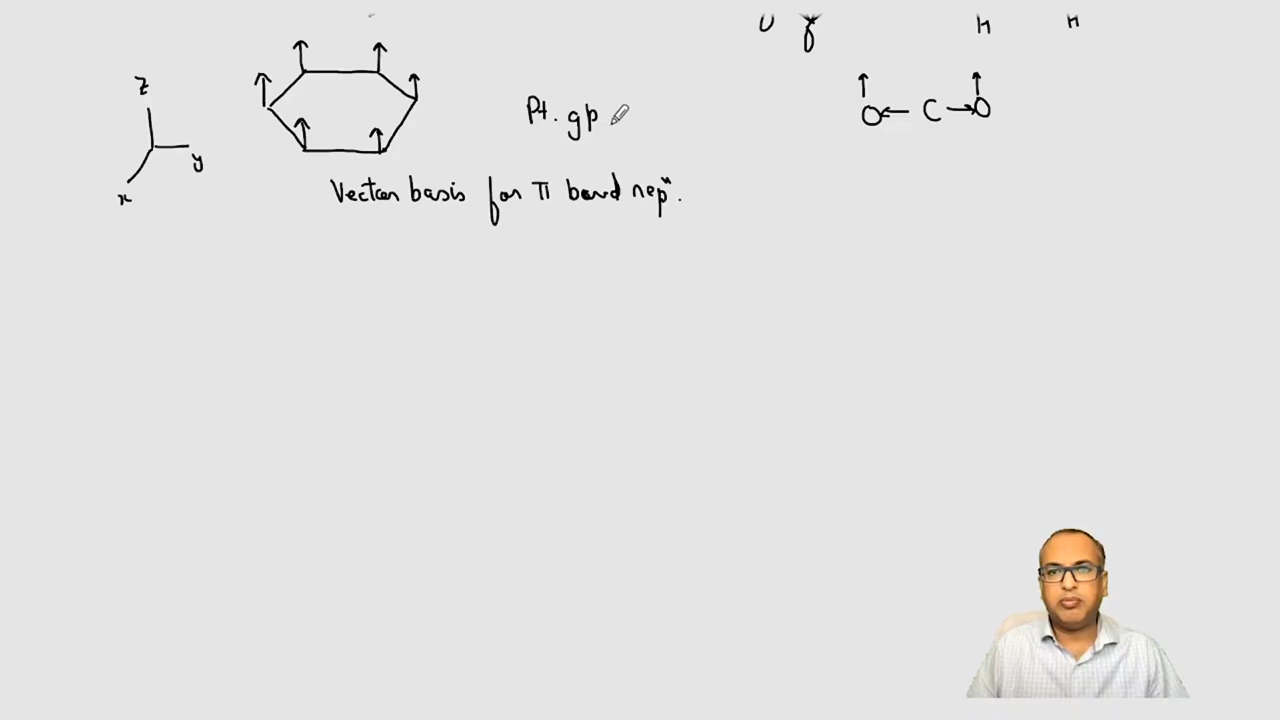 U H H
z
y
x
Pt. gp
O C O
Vector basis for π bond repⁿ.